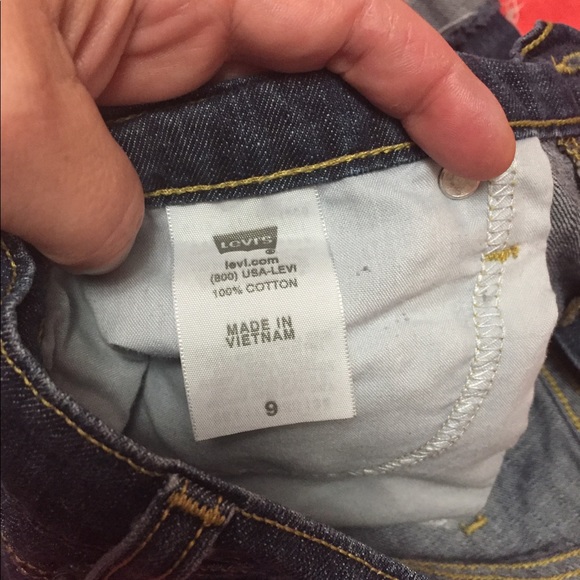 Levi's
levi.com
(800) USA-LEVI
100% COTTON
MADE IN
VIETNAM
9